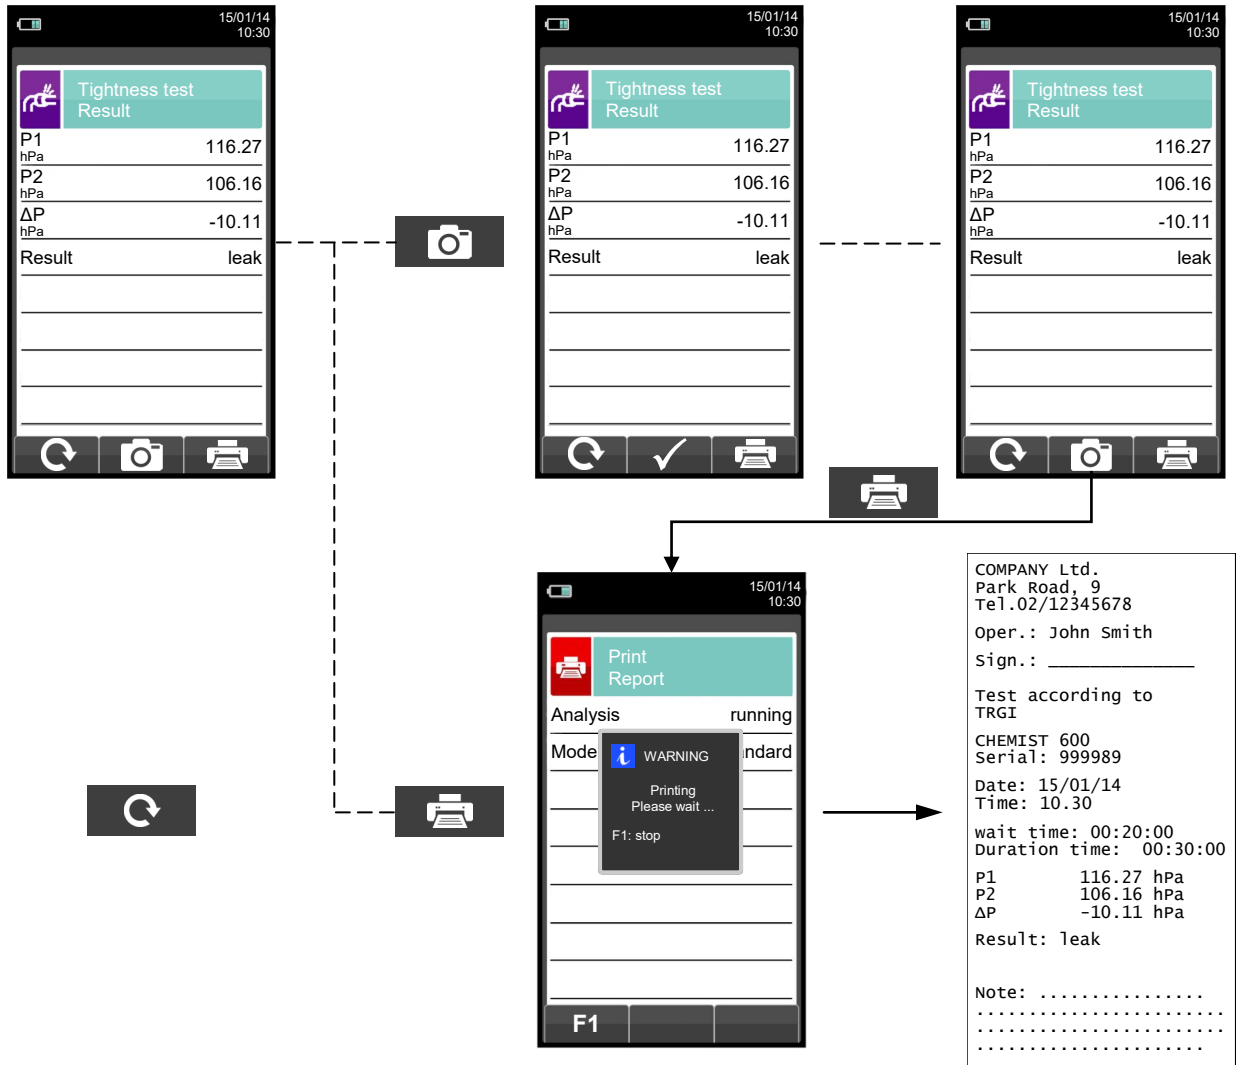 15/01/14
10:30
Tightness test
Result
P1
hPa
116.27
P2
hPa
106.16
ΔP
hPa
-10.11
Result leak
15/01/14
10:30
Tightness test
Result
P1
hPa
116.27
P2
hPa
106.16
ΔP
hPa
-10.11
Result leak
15/01/14
10:30
Tightness test
Result
P1
hPa
116.27
P2
hPa
106.16
ΔP
hPa
-10.11
Result leak
15/01/14
10:30
Print
Report
Analysis running
Mode ndard
i WARNING
Printing
Please wait ...
F1: stop
F1
COMPANY Ltd.
Park Road, 9
Tel.02/12345678
Oper.: John Smith
Sign.: ______________
Test according to
TRGI
CHEMIST 600
Serial: 999989
Date: 15/01/14
Time: 10.30
wait time: 00:20:00
Duration time: 00:30:00
P1 116.27 hPa
P2 106.16 hPa
ΔP -10.11 hPa
Result: leak
Note: ................
........................
........................
......................